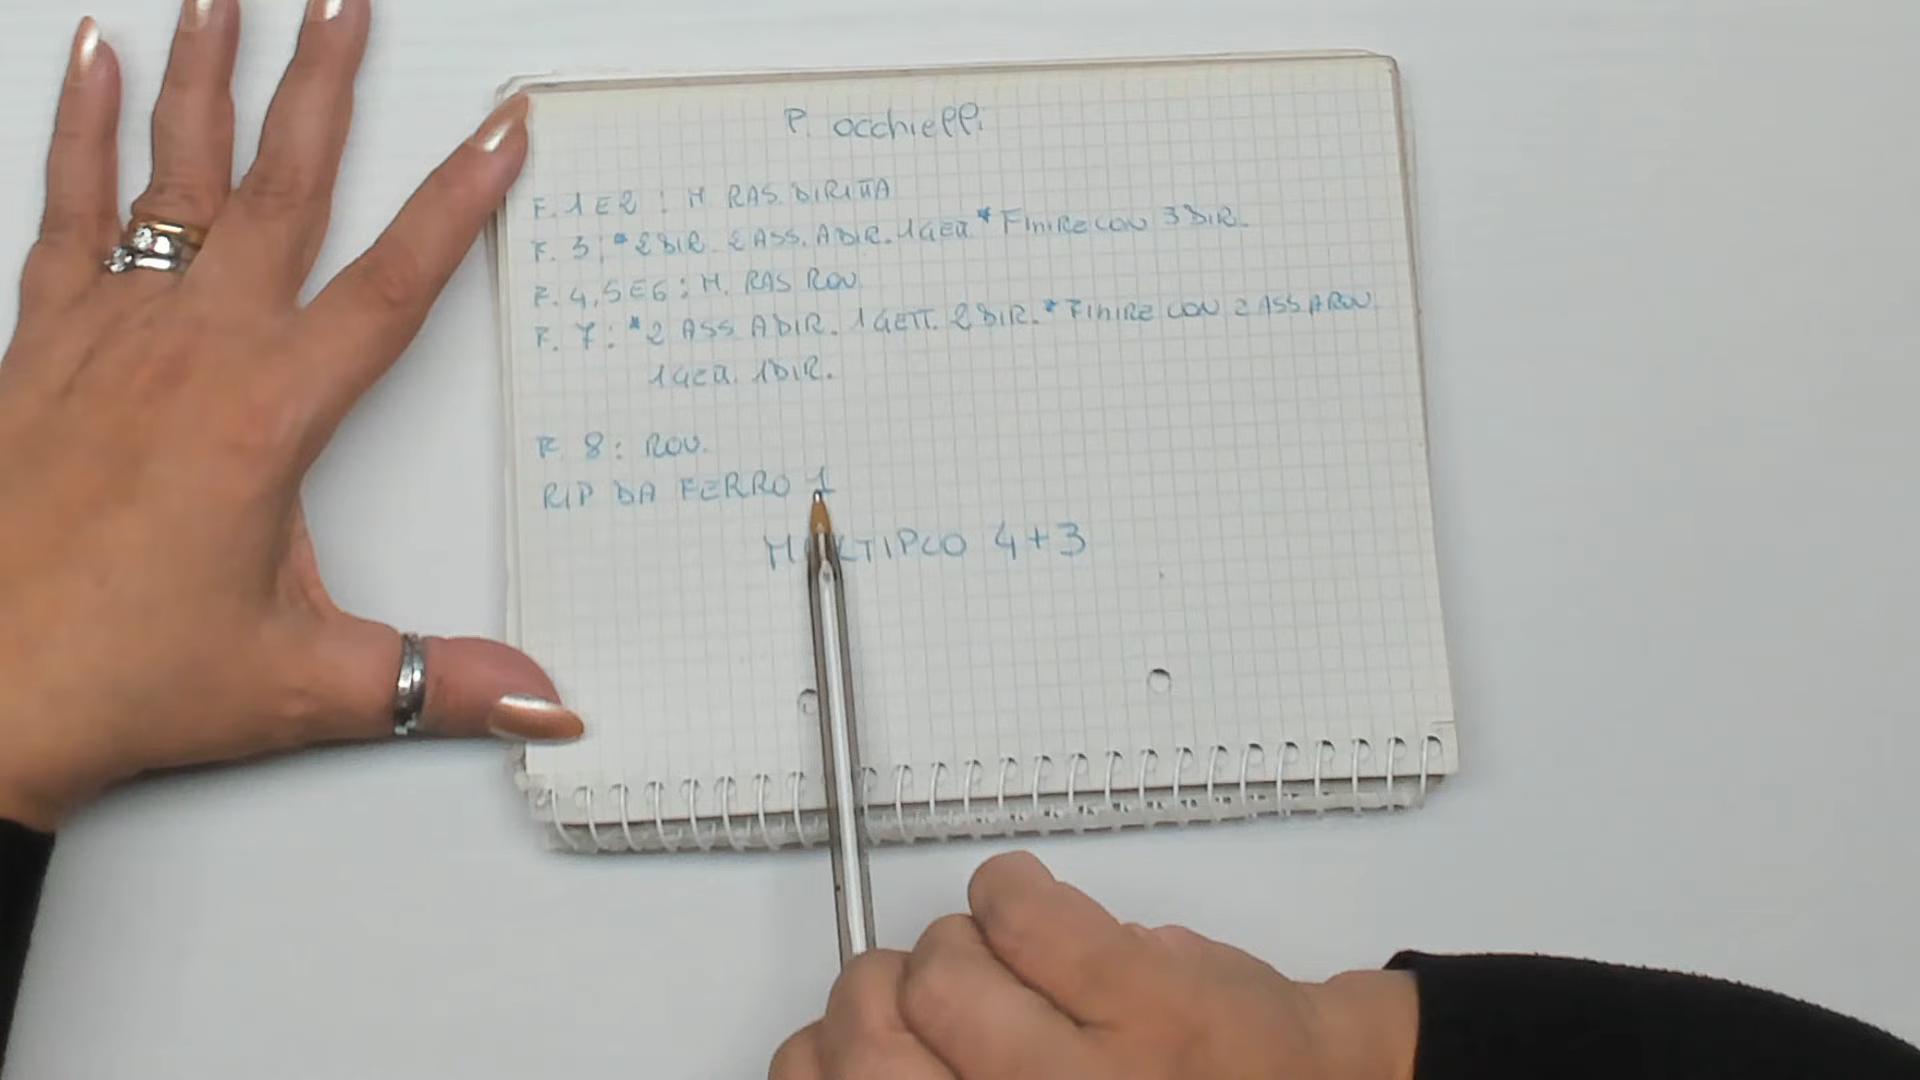 P. occhielli
F. 1 E 2 : M RAS. DIRITTA
F. 3 : * 2 DIR. 2 ASS. A DIR. 1 GETT. * FINIRE CON 3 DIR.
F. 4, 5 E 6 : M. RAS ROV
F. 7 : * 2 ASS. A DIR. 1 GETT. 2 DIR. * FINIRE CON 2 ASS A ROV.
1 GETT. 1 DIR.
F. 8 : ROV.
RIP DA FERRO 1
4+3